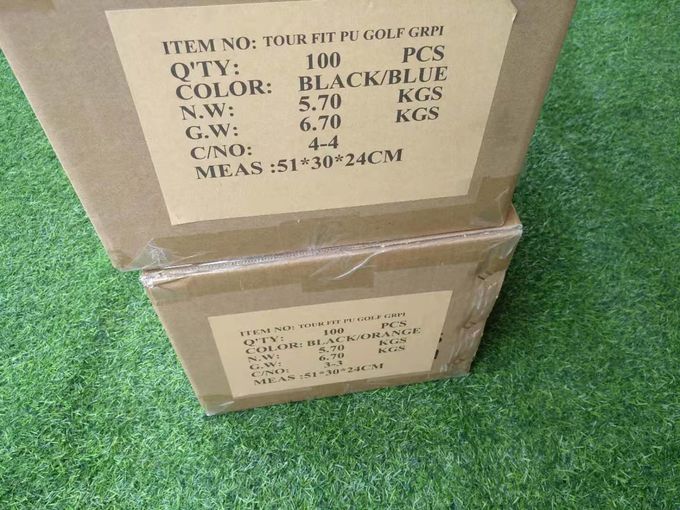 ITEM NO: TOUR FIT PU GOLF GRPI
Q'TY: 100 PCS
COLOR: BLACK/BLUE
N.W: 5.70 KGS
G.W: 6.70 KGS
C/NO: 4-4
MEAS :51*30*24CM
ITEM NO: TOUR FIT PU GOLF GRPI
Q'TY: 100 PCS
COLOR: BLACK/ORANGE
N.W: 5.70 KGS
G.W: 6.70 KGS
C/NO: 3-3
MEAS :51*30*24CM